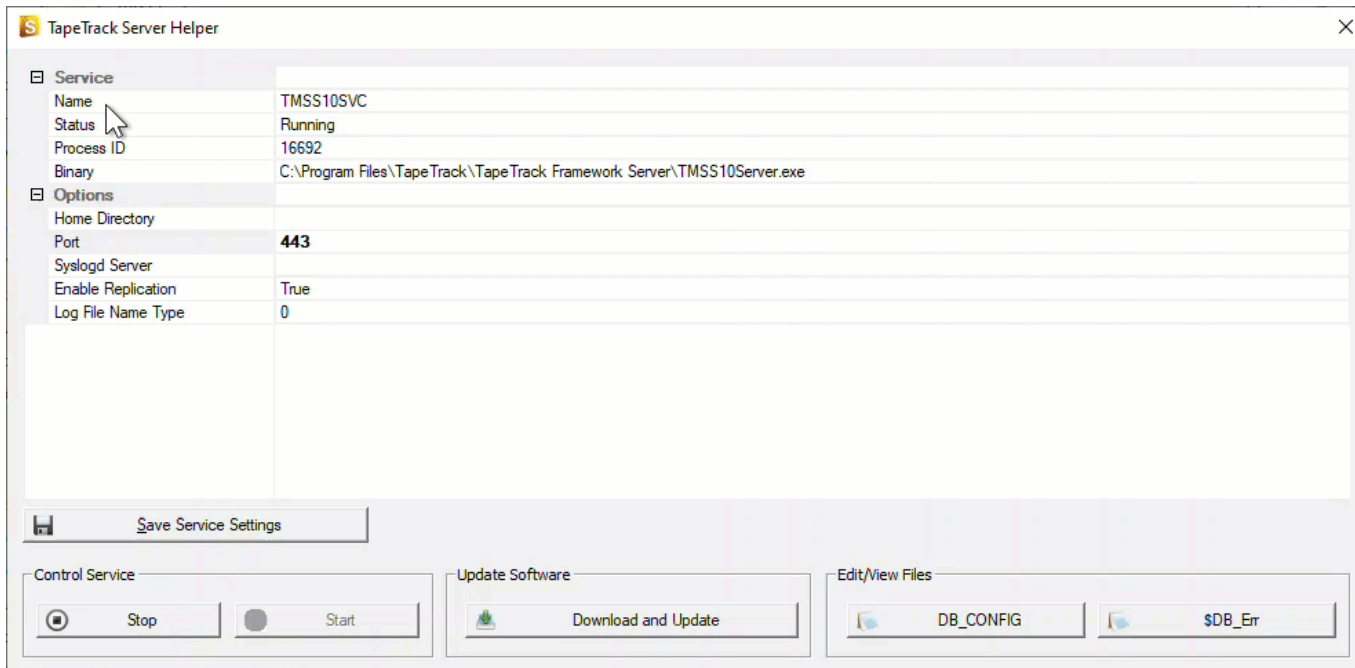 TapeTrack Server Helper
Service
Name TMSS10SVC
Status Running
Process ID 16692
Binary C:\Program Files\TapeTrack\TapeTrack Framework Server\TMSS10Server.exe
Options
Home Directory
Port 443
Syslogd Server
Enable Replication True
Log File Name Type 0
Save Service Settings
Control Service Update Software Edit/View Files
Stop Start Download and Update DB_CONFIG $DB_Err